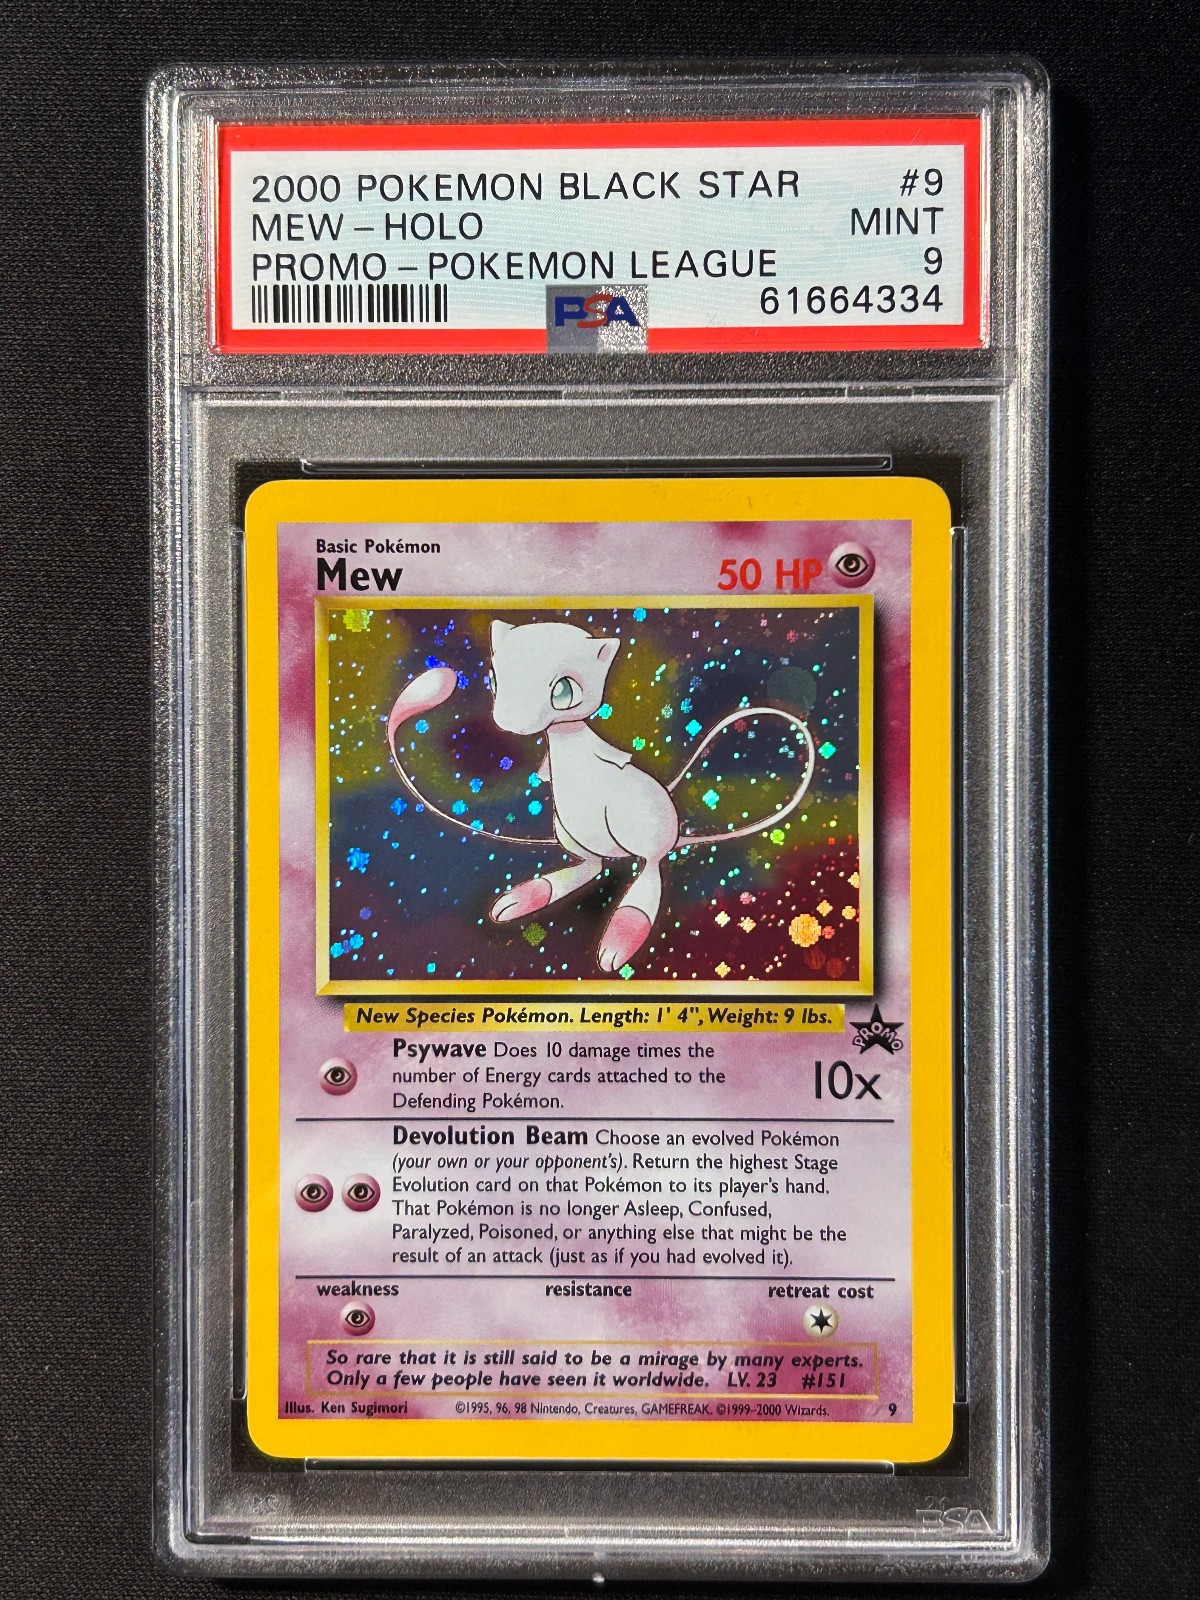 2000 POKEMON BLACK STAR #9
MEW – HOLO MINT
PROMO – POKEMON LEAGUE 9
PSA 61664334
Basic Pokémon
Mew 50 HP
New Species Pokémon. Length: 1' 4", Weight: 9 lbs.
PROMO
Psywave Does 10 damage times the
number of Energy cards attached to the
Defending Pokémon.
10x
Devolution Beam Choose an evolved Pokémon
(your own or your opponent's). Return the highest Stage
Evolution card on that Pokémon to its player's hand.
That Pokémon is no longer Asleep, Confused,
Paralyzed, Poisoned, or anything else that might be the
result of an attack (just as if you had evolved it).
weakness resistance retreat cost
So rare that it is still said to be a mirage by many experts.
Only a few people have seen it worldwide. LV. 23 #151
Illus. Ken Sugimori ©1995, 96, 98 Nintendo, Creatures, GAMEFREAK. ©1999–2000 Wizards. 9
PSA